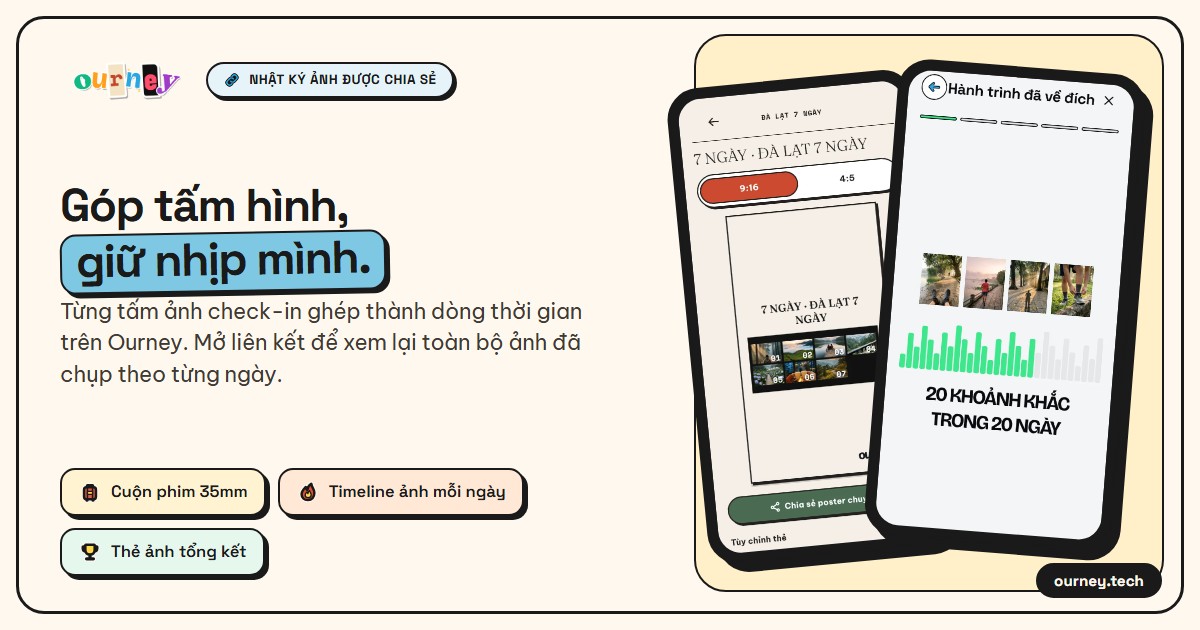 ourney
NHẬT KÝ ẢNH ĐƯỢC CHIA SẺ
Góp tấm hình,
giữ nhịp mình.
Từng tấm ảnh check-in ghép thành dòng thời gian
trên Ourney. Mở liên kết để xem lại toàn bộ ảnh đã
chụp theo từng ngày.
Cuộn phim 35mm
Timeline ảnh mỗi ngày
Thẻ ảnh tổng kết
ĐÀ LẠT 7 NGÀY
7 NGÀY · ĐÀ LẠT 7 NGÀY
9:16
4:5
7 NGÀY · ĐÀ LẠT 7
NGÀY
01
02
03
04
05
06
07
Chia sẻ poster
Tùy chỉnh thẻ
Hành trình đã về đích
20 KHOẢNH KHẮC
TRONG 20 NGÀY
ourney.tech